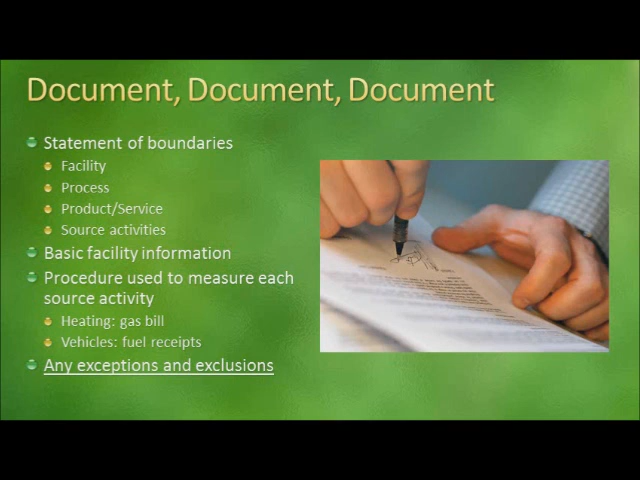 Document, Document, Document
Statement of boundaries
Facility
Process
Product/Service
Source activities
Basic facility information
Procedure used to measure each
source activity
Heating: gas bill
Vehicles: fuel receipts
Any exceptions and exclusions